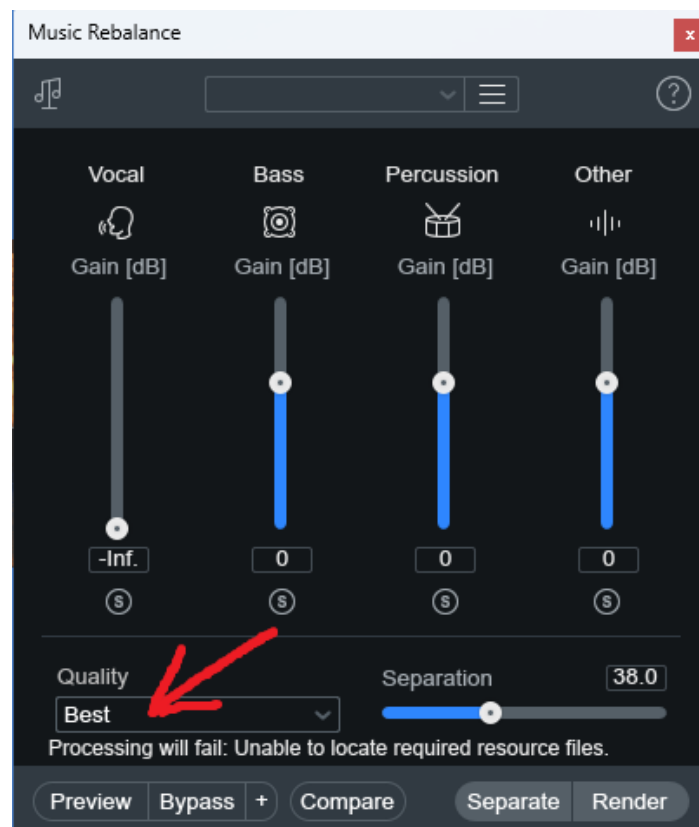 Music Rebalance
x
?
Vocal Bass Percussion Other
Gain [dB] Gain [dB] Gain [dB] Gain [dB]
-Inf. 0 0 0
S S S S
Quality Separation 38.0
Best
Processing will fail: Unable to locate required resource files.
Preview Bypass + Compare Separate Render